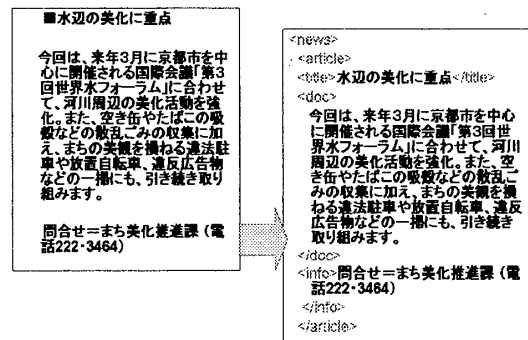 ■水辺の美化に重点
今回は、来年3月に京都市を中
心に開催される国際会議「第3
回世界水フォーラム」に合わせ
て、河川周辺の美化活動を強
化。また、空き缶やたばこの吸
殻などの散乱ごみの収集に加
え、まちの美観を損ねる違法駐
車や放置自転車、違反広告物
などの一掃にも、引き続き取り
組みます。
問合せ=まち美化推進課(電
話222・3464)
<news>
<article>
<title>水辺の美化に重点</title>
<doc>
今回は、来年3月に京都市を中心
に開催される国際会議「第3回世
界水フォーラム」に合わせて、河川
周辺の美化活動を強化。また、空
き缶やたばこの吸殻などの散乱ご
みの収集に加え、まちの美観を損
ねる違法駐車や放置自転車、違反
広告物などの一掃にも、引き続き
取り組みます。
</doc>
<info>問合せ=まち美化推進課(電
話222・3464)
</info>
</article>